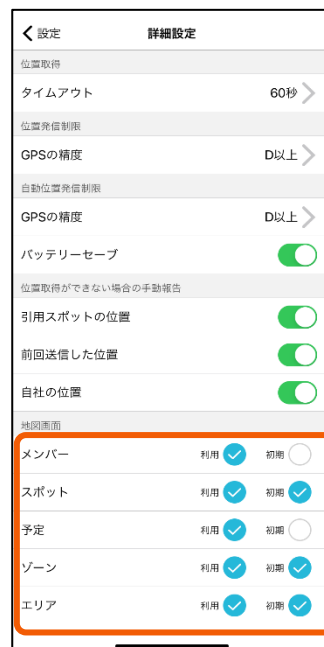 設定 詳細設定
位置取得
タイムアウト 60秒
位置発信制限
GPSの精度 D以上
自動位置発信制限
GPSの精度 D以上
バッテリーセーブ
位置取得ができない場合の手動報告
引用スポットの位置
前回送信した位置
自社の位置
地図画面
メンバー 利用 初期
スポット 利用 初期
予定 利用 初期
ゾーン 利用 初期
エリア 利用 初期